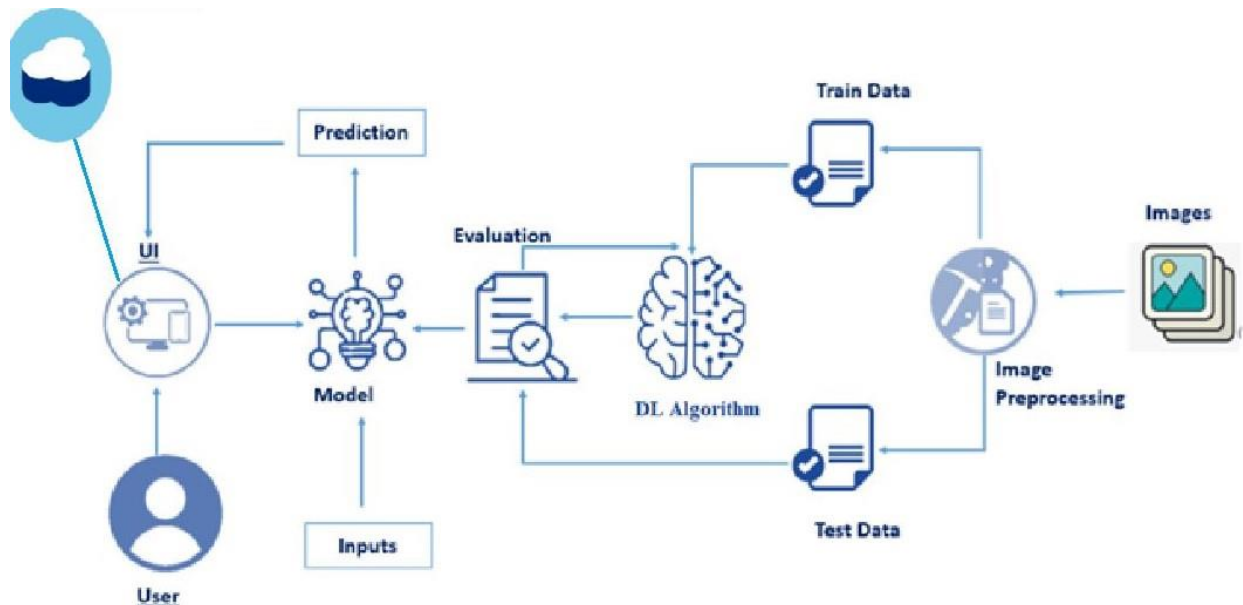 Train Data
Prediction
Images
Evaluation
UI
Image
Preprocessing
Model
DL Algorithm
Test Data
Inputs
User